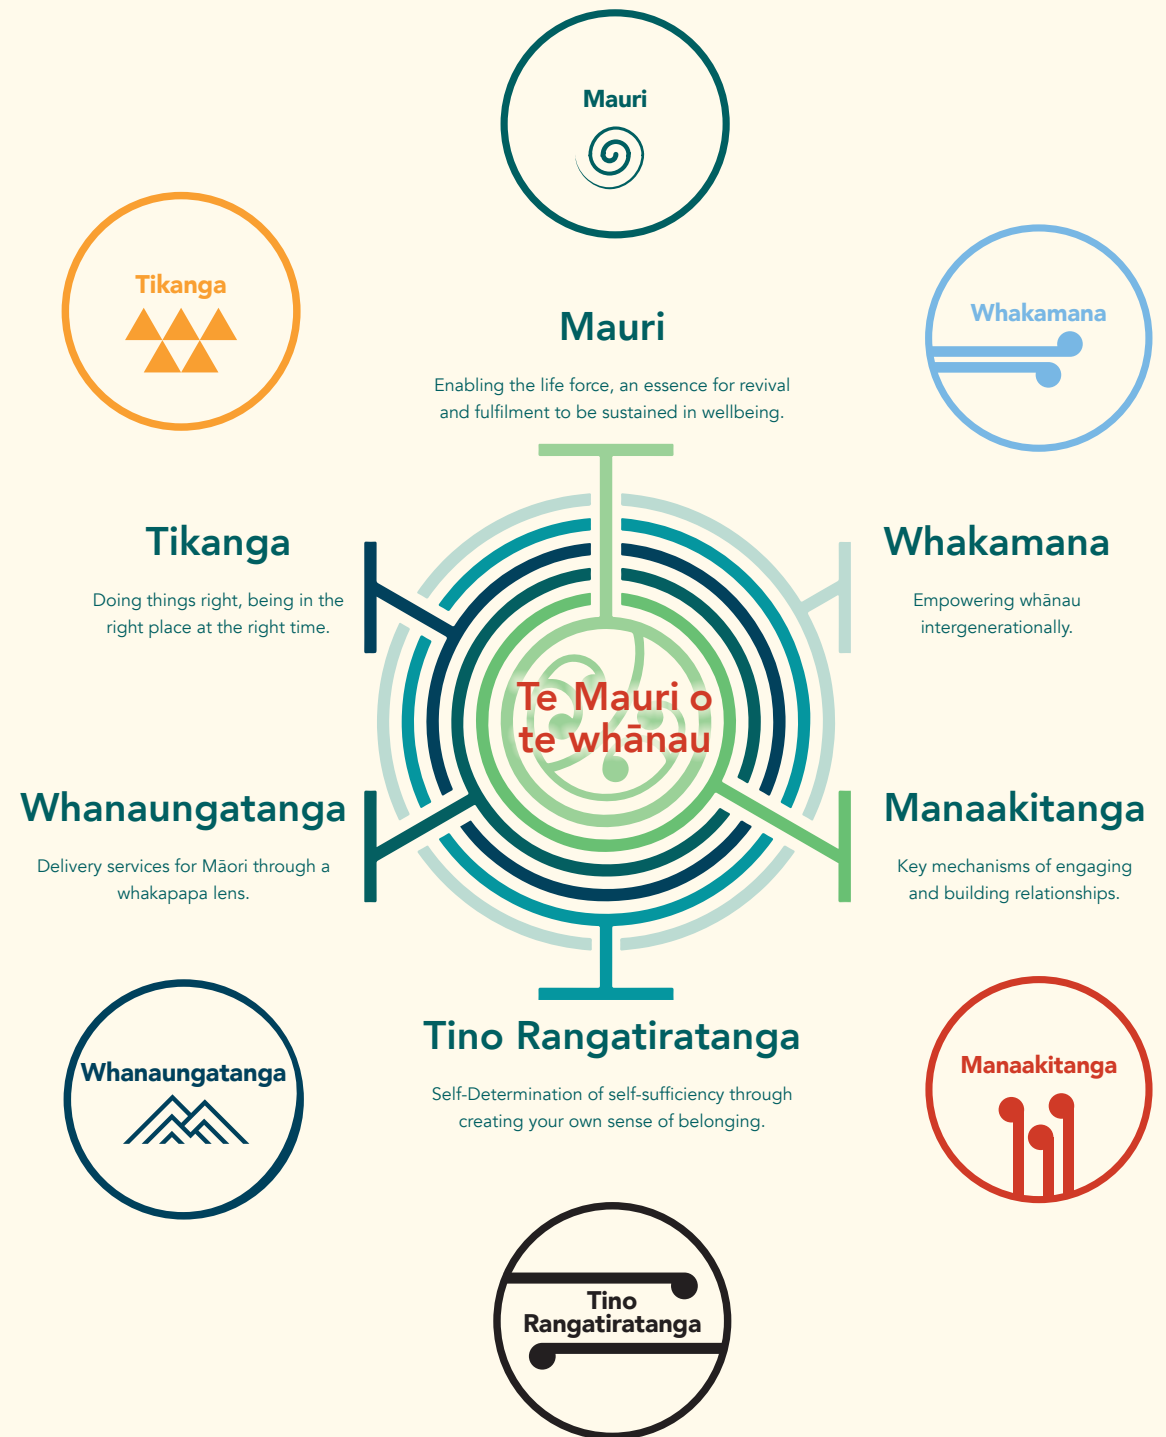 Mauri
Tikanga
Whakamana
Mauri
Enabling the life force, an essence for revival
and fulfilment to be sustained in wellbeing.
Tikanga
Doing things right, being in the
right place at the right time.
Whakamana
Empowering whānau
intergenerationally.
Te Mauri o
te whānau
Whanaungatanga
Delivery services for Māori through a
whakapapa lens.
Manaakitanga
Key mechanisms of engaging
and building relationships.
Tino Rangatiratanga
Self-Determination of self-sufficiency through
creating your own sense of belonging.
Whanaungatanga
Manaakitanga
Tino
Rangatiratanga